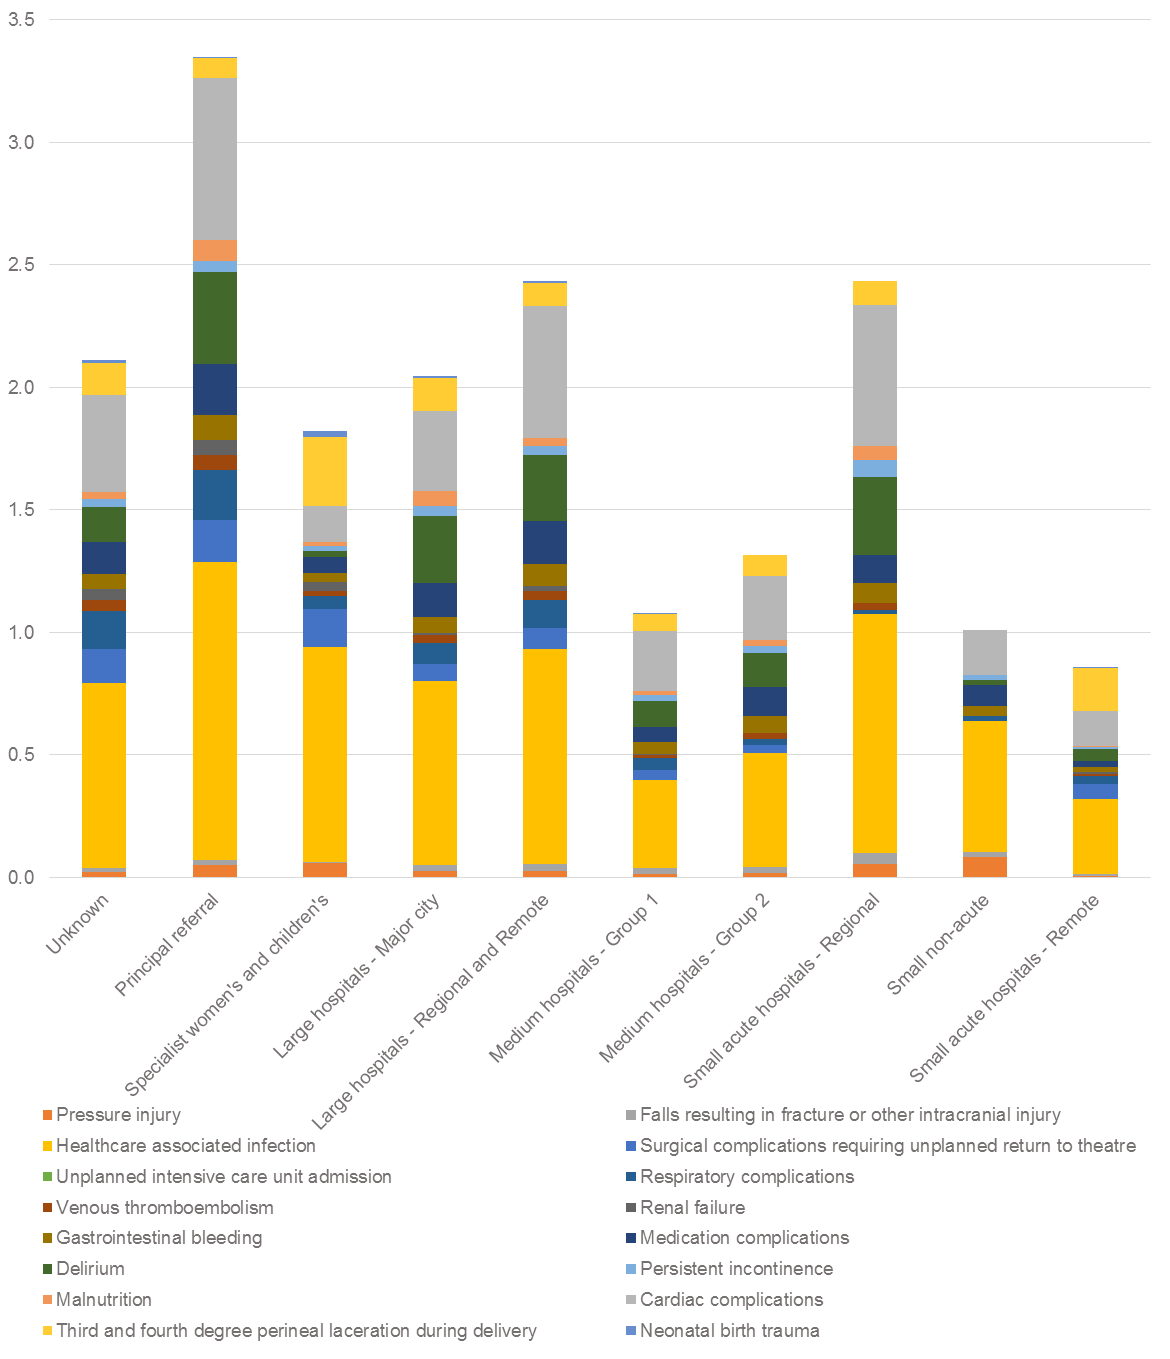 3.5
3.0
2.5
2.0
1.5
1.0
0.5
0.0
Unknown
Principal referral
Specialist women's and children's
Large hospitals - Major city
Large hospitals - Regional and Remote
Medium hospitals - Group 1
Medium hospitals - Group 2
Small acute hospitals - Regional
Small non-acute
Small acute hospitals - Remote
Pressure injury
Falls resulting in fracture or other intracranial injury
Healthcare associated infection
Surgical complications requiring unplanned return to theatre
Unplanned intensive care unit admission
Respiratory complications
Venous thromboembolism
Renal failure
Gastrointestinal bleeding
Medication complications
Delirium
Persistent incontinence
Malnutrition
Cardiac complications
Third and fourth degree perineal laceration during delivery
Neonatal birth trauma